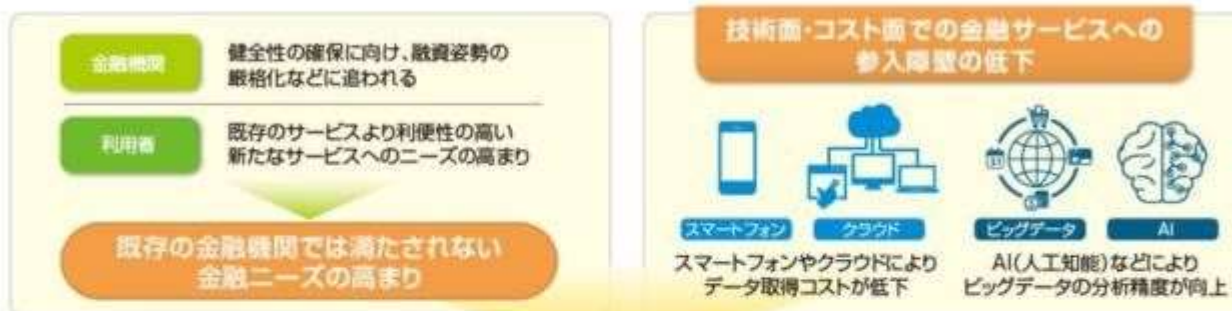 金融機関
健全性の確保に向け、融資姿勢の
厳格化などに追われる
利用者
既存のサービスより利便性の高い
新たなサービスへのニーズの高まり
既存の金融機関では満たされない
金融ニーズの高まり
技術面・コスト面での金融サービスへの
参入障壁の低下
スマートフォン
クラウド
ビッグデータ
AI
スマートフォンやクラウドにより
データ取得コストが低下
AI(人工知能)などにより
ビッグデータの分析精度が向上